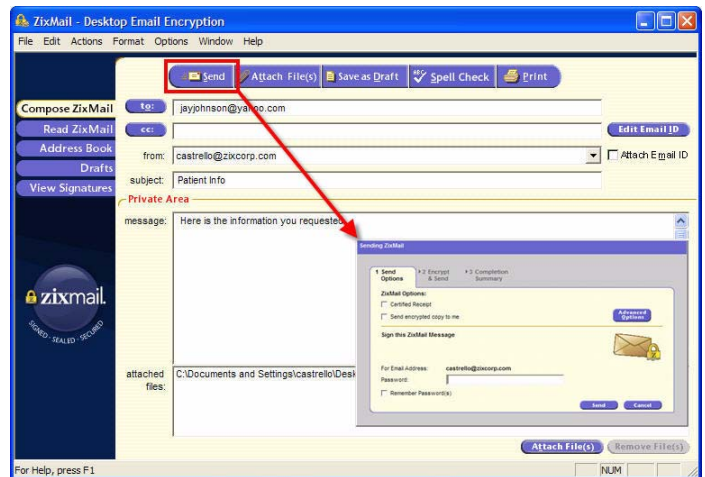 ZixMail - Desktop Email Encryption
File Edit Actions Format Options Window Help
Send Attach File(s) Save as Draft ABC Spell Check Print
Compose ZixMail
Read ZixMail
Address Book
Drafts
View Signatures
to: jayjohnson@yahoo.com
cc: Edit Email ID
from: castrello@zixcorp.com Attach Email ID
subject: Patient Info
Private Area
message: Here is the information you requested
Sending ZixMail
1 Send Options
2 Encrypt & Send
3 Completion Summary
ZixMail Options:
Certified Receipt
Send encrypted copy to me
Advanced Options
Sign this ZixMail Message
For Email Address: castrello@zixcorp.com
Password:
Remember Password(s)
Send Cancel
zixmail.
SIGNED - SEALED - SECURED
attached files: C:\Documents and Settings\castrello\Desk
Attach File(s) Remove File(s)
For Help, press F1 NUM